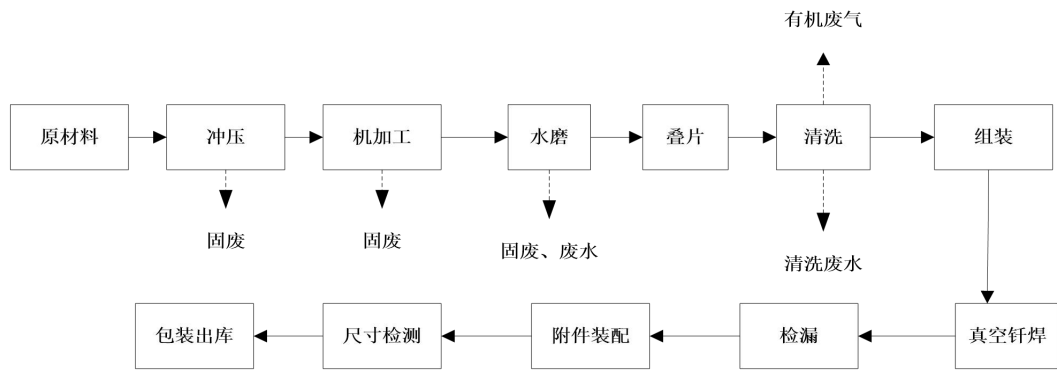 有机废气
原材料
冲压
机加工
水磨
叠片
清洗
组装
固废
固废
固废、废水
清洗废水
包装出库
尺寸检测
附件装配
检漏
真空钎焊